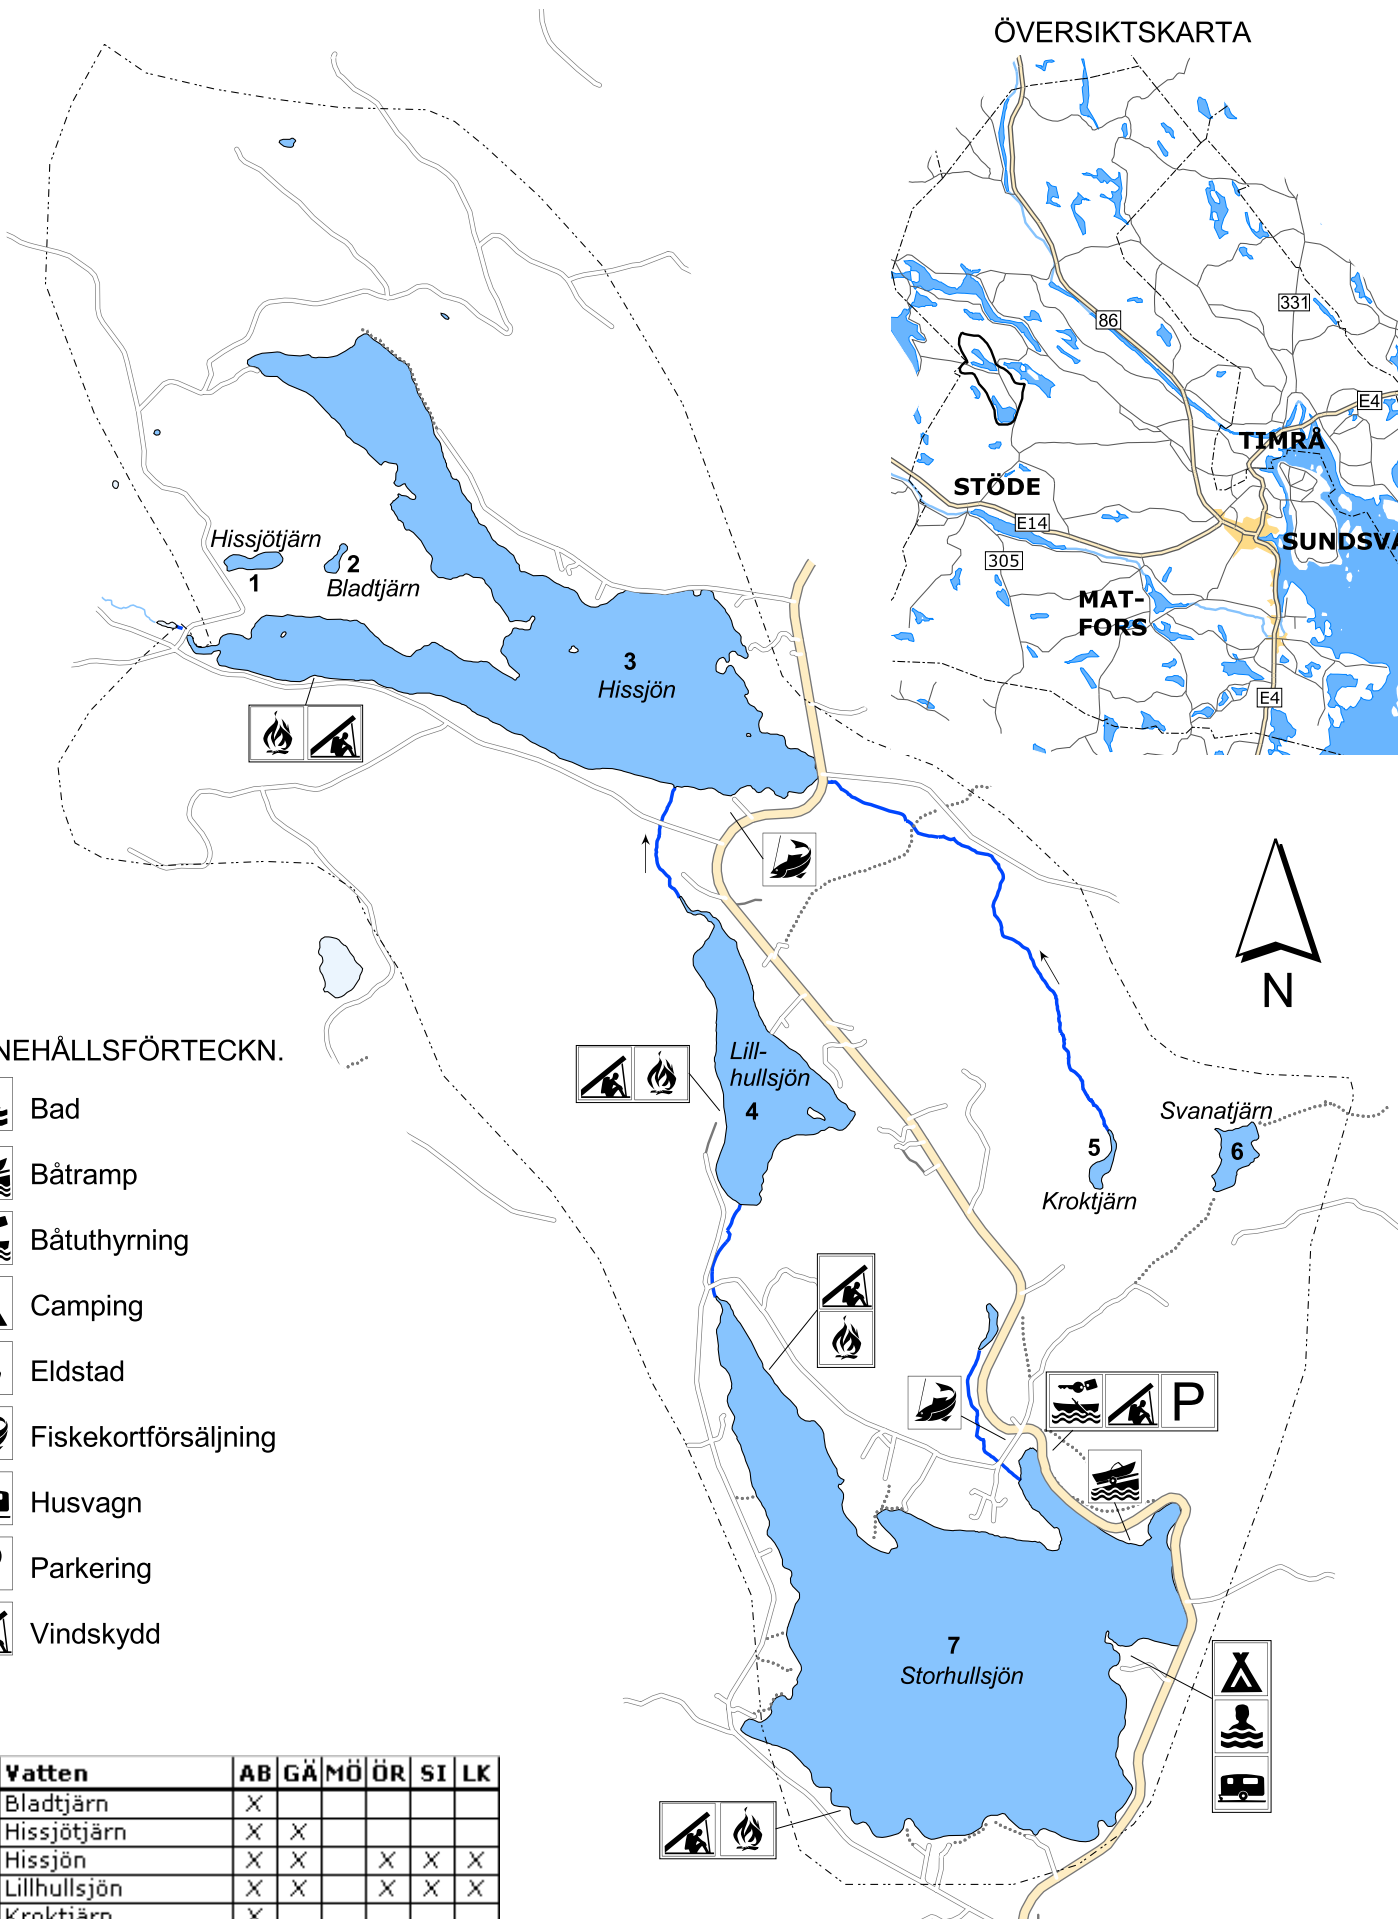 ÖVERSIKTSKARTA
331
86
E4
TIMRÅ
STÖDE
E14
SUNDSVA
305
MAT-
FORS
E4
Hissjötjärn
1
2
Bladtjärn
3
Hissjön
N
Lill-
hullsjön
4
Svanatjärn
5
6
Kroktjärn
P
7
Storhullsjön
NEHÅLLSFÖRTECKN.
Bad
Båtramp
Båtuthyrning
Camping
Eldstad
Fiskekortförsäljning
Husvagn
Parkering
Vindskydd
Vatten AB GÄ MÖ ÖR SI LK
Bladtjärn X
Hissjötjärn X X
Hissjön X X X X X
Lillhullsjön X X X X X
Kroktjärn X